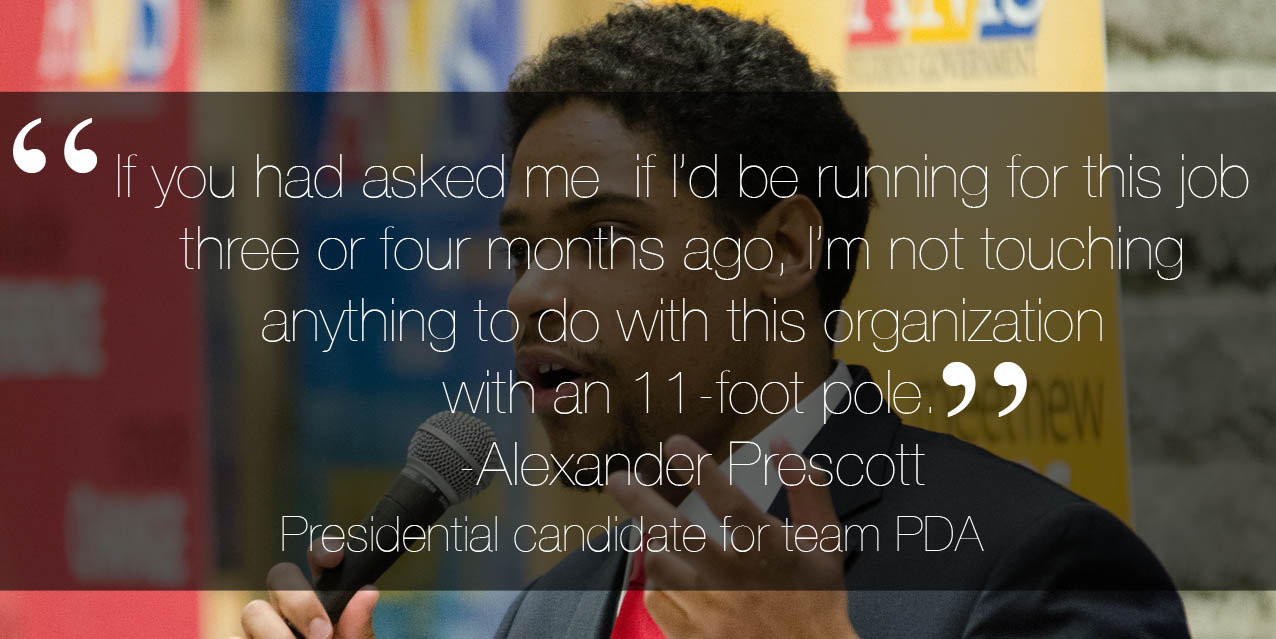 AMS
“If you had asked me if I’d be running for this job
three or four months ago, I’m not touching
anything to do with this organization
with an 11-foot pole.”
-Alexander Prescott
Presidential candidate for team PDA